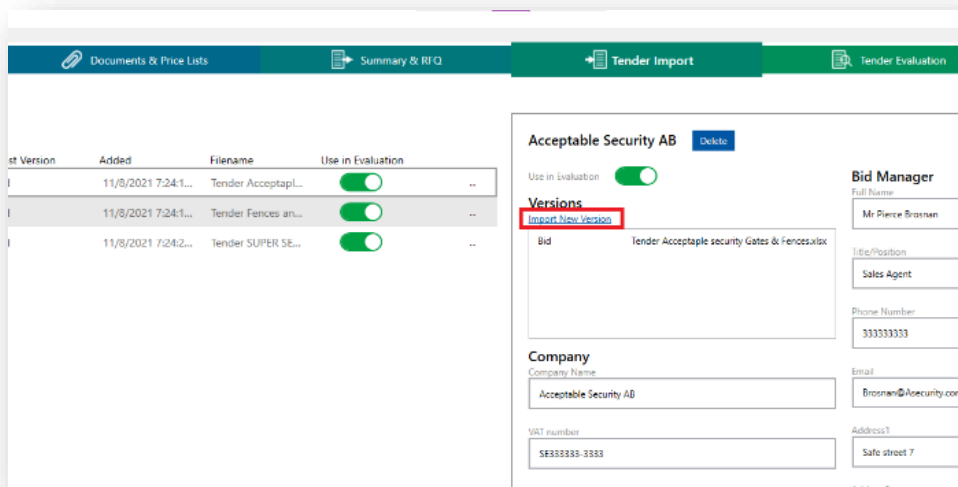 Documents & Price Lists
Summary & RFQ
Tender Import
Tender Evaluation
st Version Added Filename Use in Evaluation
11/8/2021 7:24:1... Tender Acceptapl... ...
11/8/2021 7:24:1... Tender Fences an... ...
11/8/2021 7:24:2... Tender SUPER SE... ...
Acceptable Security AB Delete
Use in Evaluation
Versions
Import New Version
Bid Tender Acceptaple security Gates & Fences.xlsx
Company
Company Name
Acceptable Security AB
VAT number
SE333333-3333
Bid Manager
Full Name
Mr Pierce Brosnan
Title/Position
Sales Agent
Phone Number
333333333
Email
Brosnan@Asecurity.com
Address1
Safe street 7